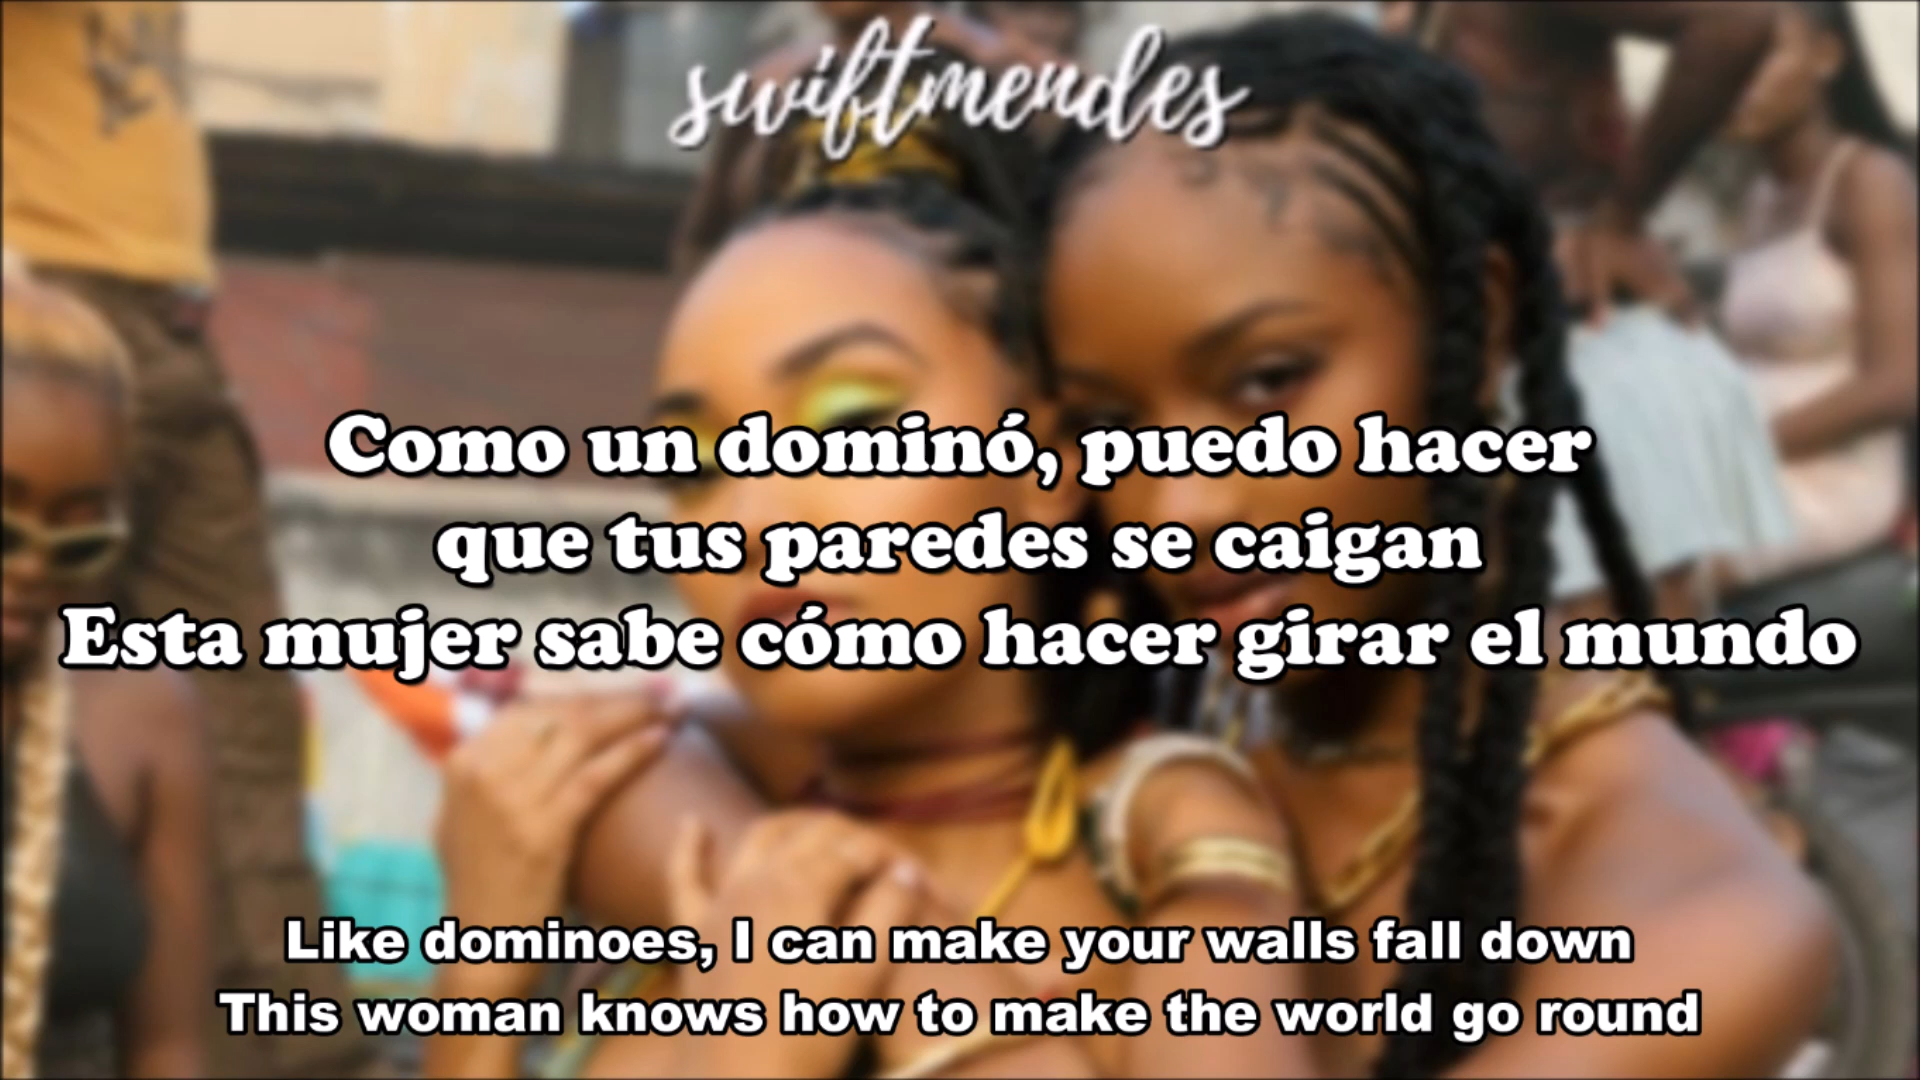 swiftmendes
Como un dominó, puedo hacer
que tus paredes se caigan
Esta mujer sabe cómo hacer girar el mundo
Like dominoes, I can make your walls fall down
This woman knows how to make the world go round